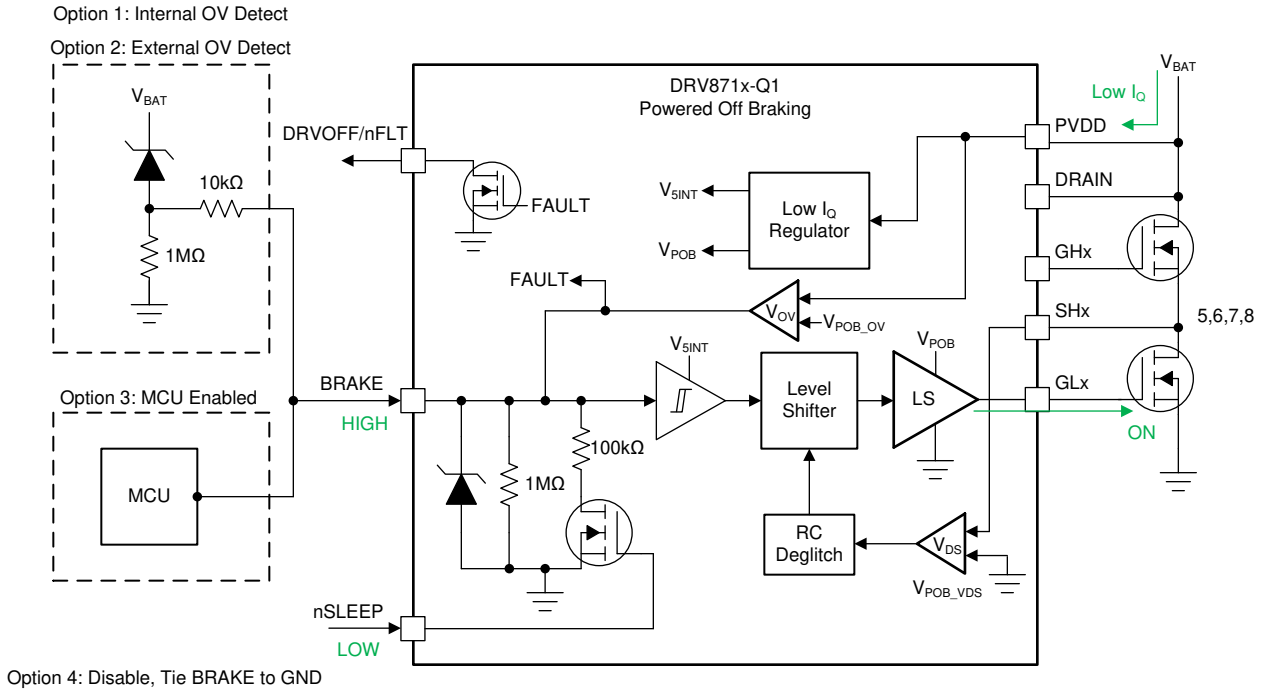 Option 1: Internal OV Detect
Option 2: External OV Detect
VBAT
10kΩ
1MΩ
Option 3: MCU Enabled
MCU
Option 4: Disable, Tie BRAKE to GND
DRV871x-Q1
Powered Off Braking
DRVOFF/nFLT
FAULT
V5INT
VPOB
Low IQ
Regulator
FAULT
VOV
VPOB_OV
BRAKE
HIGH
V5INT
Level
Shifter
VPOB
LS
100kΩ
1MΩ
RC
Deglitch
VDS
VPOB_VDS
nSLEEP
LOW
VBAT
Low IQ
PVDD
DRAIN
GHx
SHx
5,6,7,8
GLx
ON